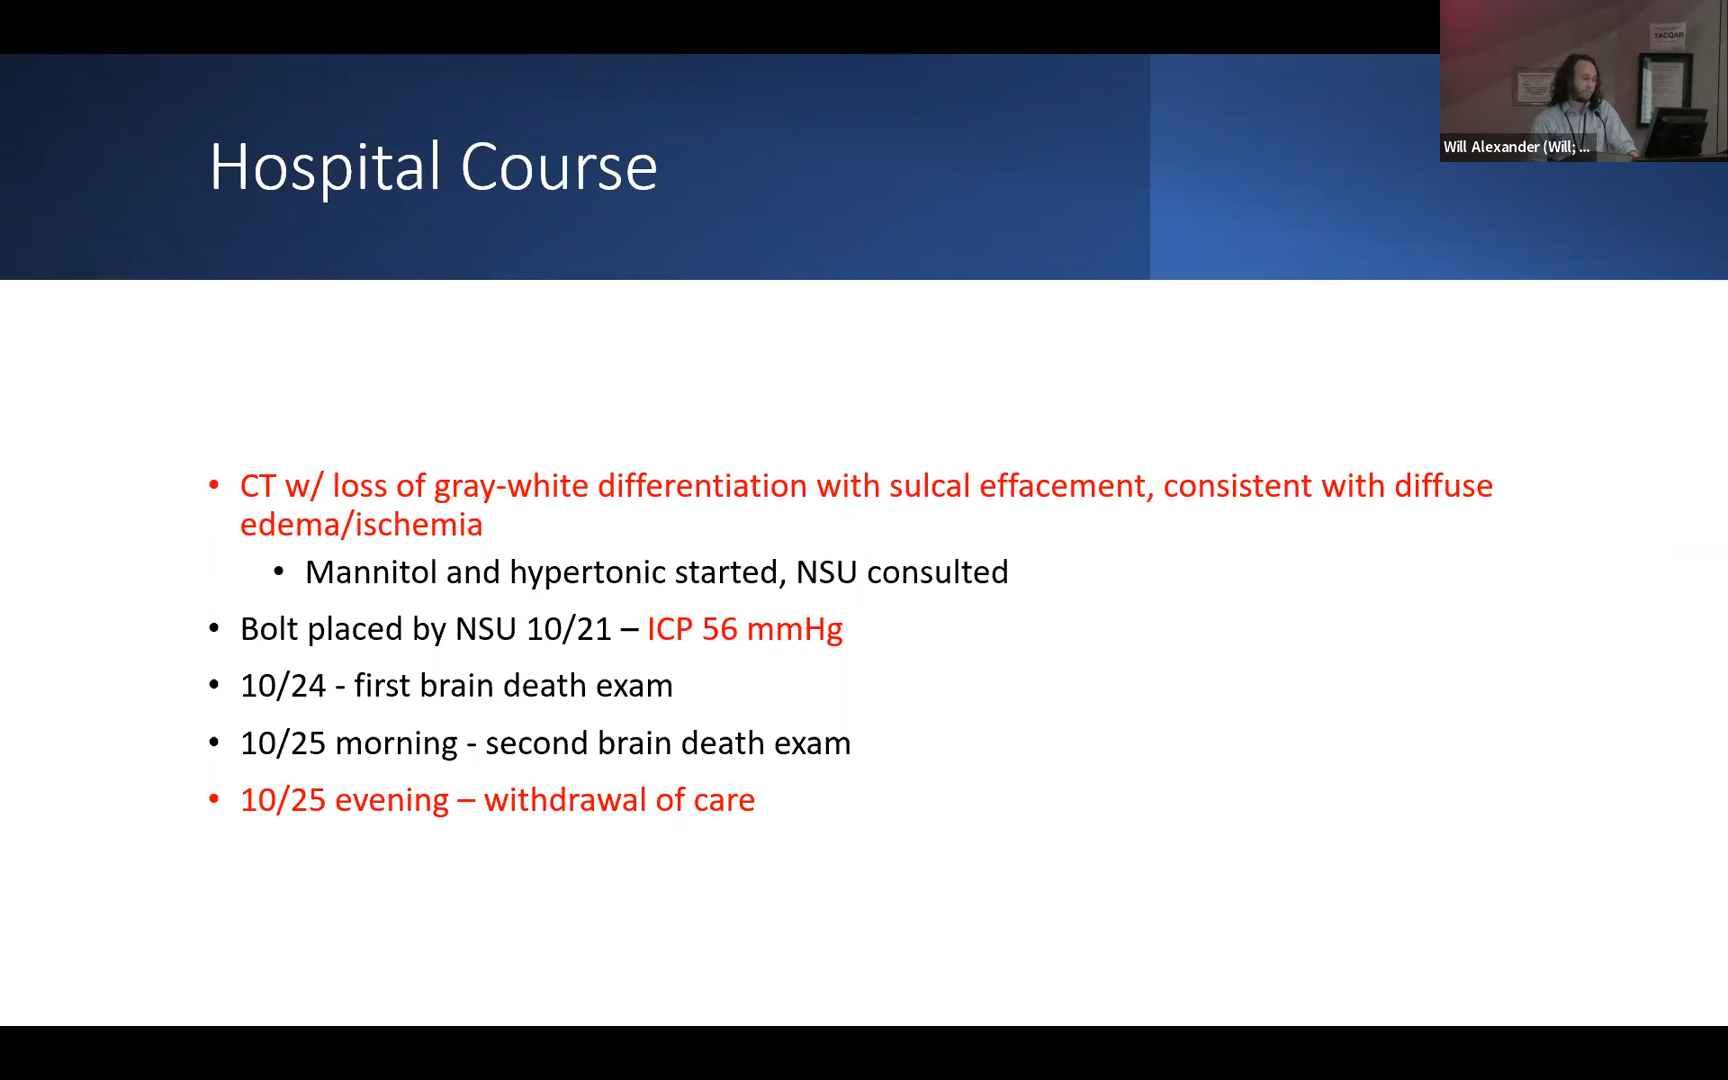 TACQAR
Will Alexander (Will; ...
Hospital Course
• CT w/ loss of gray-white differentiation with sulcal effacement, consistent with diffuse
edema/ischemia
• Mannitol and hypertonic started, NSU consulted
• Bolt placed by NSU 10/21 – ICP 56 mmHg
• 10/24 - first brain death exam
• 10/25 morning - second brain death exam
• 10/25 evening – withdrawal of care